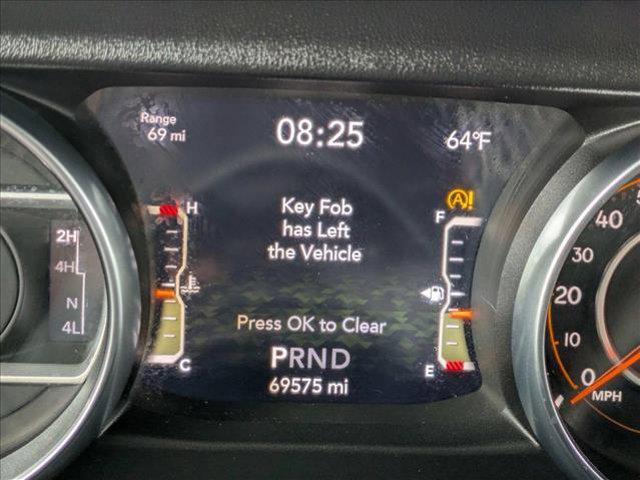 Range
69 mi
08:25
64°F
H
F
Key Fob
has Left
the Vehicle
2H
4H
N
4L
Press OK to Clear
PRND
69575 mi
C
E
40
30
20
10
0
MPH